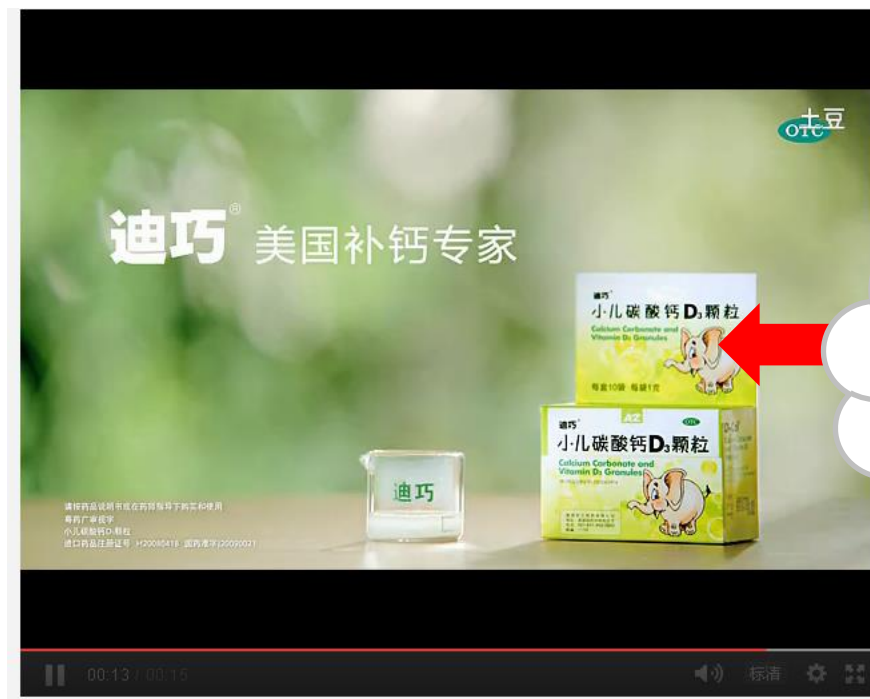 土豆
OTC
迪巧® 美国补钙专家
迪巧
小儿碳酸钙D₃颗粒
Calcium Carbonate and
Vitamin D₃ Granules
每盒10袋 每袋1克
AZ
迪巧
OTC
小儿碳酸钙D₃颗粒
Calcium Carbonate and
Vitamin D₃ Granules
迪巧
请按药品说明书或在药师指导下购买和使用
小儿碳酸钙D₃颗粒
00:13 / 00:15
标清